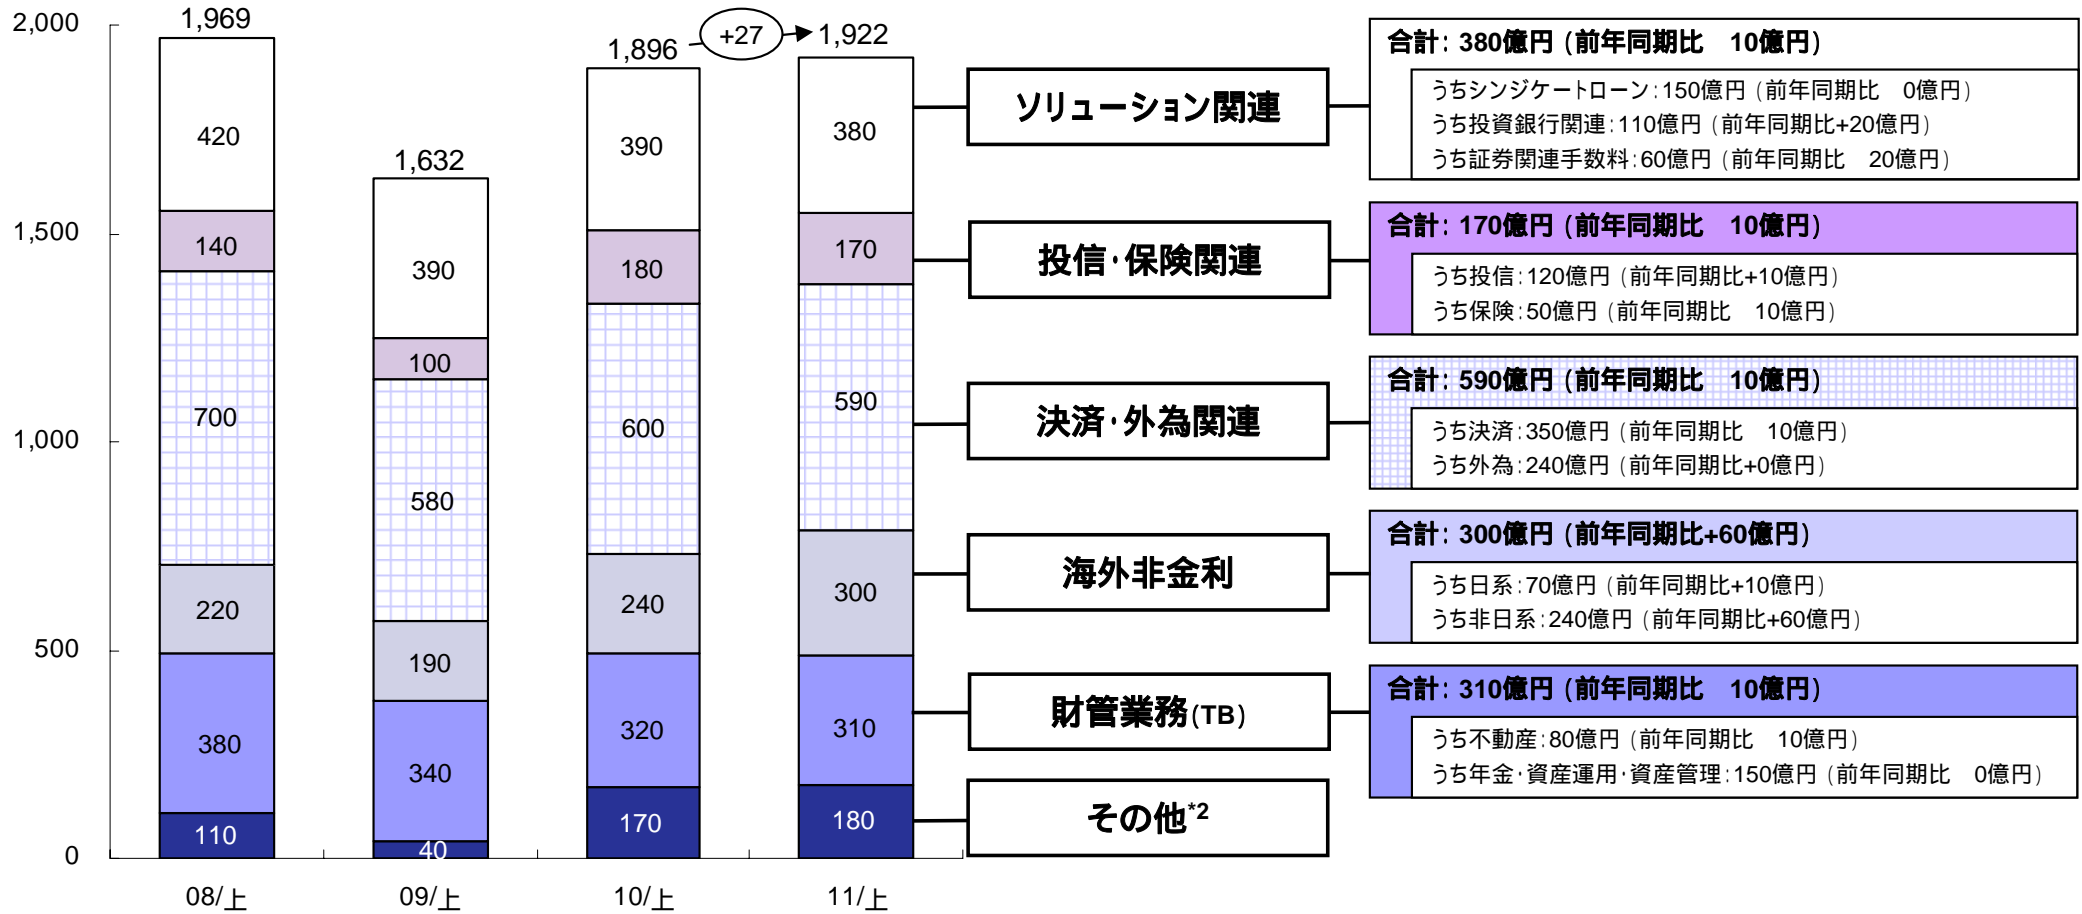 2,000
1,500
1,000
500
0
1,969
420
140
700
220
380
110
08/上
1,632
390
100
580
190
340
40
09/上
1,896
390
180
600
240
320
170
10/上
+27
1,922
380
170
590
300
310
180
11/上
ソリューション関連
合計: 380億円 (前年同期比　10億円)
うちシンジケートローン:150億円 (前年同期比　0億円)
うち投資銀行関連:110億円 (前年同期比+20億円)
うち証券関連手数料:60億円 (前年同期比　20億円)
投信・保険関連
合計: 170億円 (前年同期比　10億円)
うち投信:120億円 (前年同期比+10億円)
うち保険:50億円 (前年同期比　10億円)
決済・外為関連
合計: 590億円 (前年同期比　10億円)
うち決済:350億円 (前年同期比　10億円)
うち外為:240億円 (前年同期比+0億円)
海外非金利
合計: 300億円 (前年同期比+60億円)
うち日系:70億円 (前年同期比+10億円)
うち非日系:240億円 (前年同期比+60億円)
財管業務(TB)
合計: 310億円 (前年同期比　10億円)
うち不動産:80億円 (前年同期比　10億円)
うち年金・資産運用・資産管理:150億円 (前年同期比　0億円)
その他*2